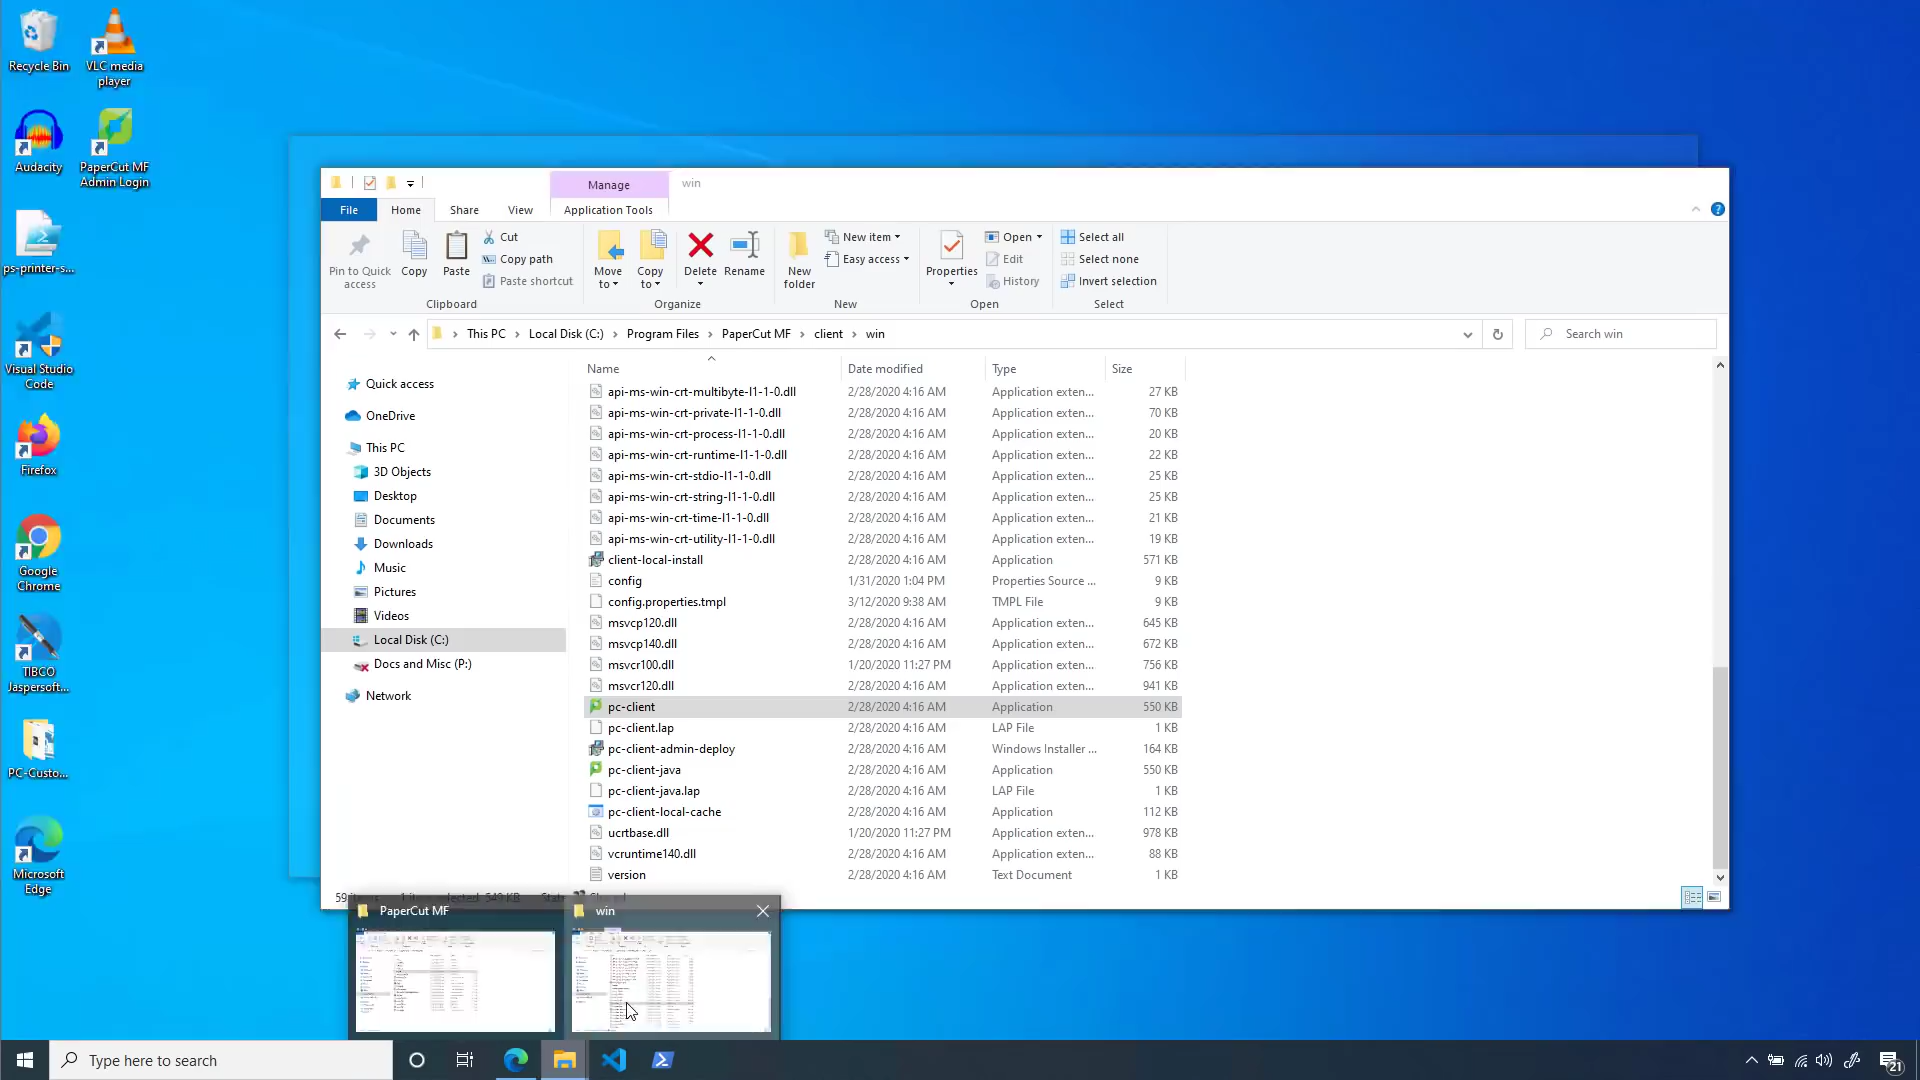 Recycle Bin
VLC media player
Audacity
PaperCut MF Admin Login
ps-printer-s...
Visual Studio Code
Firefox
Google Chrome
TIBCO Jaspersoft...
PC-Custo...
Microsoft Edge
Manage
win
File
Home
Share
View
Application Tools
Pin to Quick access
Copy
Paste
Cut
Copy path
Paste shortcut
Clipboard
Move to
Copy to
Delete
Rename
Organize
New folder
New item
Easy access
New
Properties
Open
Edit
History
Open
Select all
Select none
Invert selection
Select
This PC > Local Disk (C:) > Program Files > PaperCut MF > client > win
Search win
Quick access
OneDrive
This PC
3D Objects
Desktop
Documents
Downloads
Music
Pictures
Videos
Local Disk (C:)
Docs and Misc (P:)
Network
Name Date modified Type Size
api-ms-win-crt-multibyte-l1-1-0.dll 2/28/2020 4:16 AM Application exten... 27 KB
api-ms-win-crt-private-l1-1-0.dll 2/28/2020 4:16 AM Application exten... 70 KB
api-ms-win-crt-process-l1-1-0.dll 2/28/2020 4:16 AM Application exten... 20 KB
api-ms-win-crt-runtime-l1-1-0.dll 2/28/2020 4:16 AM Application exten... 22 KB
api-ms-win-crt-stdio-l1-1-0.dll 2/28/2020 4:16 AM Application exten... 25 KB
api-ms-win-crt-string-l1-1-0.dll 2/28/2020 4:16 AM Application exten... 25 KB
api-ms-win-crt-time-l1-1-0.dll 2/28/2020 4:16 AM Application exten... 21 KB
api-ms-win-crt-utility-l1-1-0.dll 2/28/2020 4:16 AM Application exten... 19 KB
client-local-install 2/28/2020 4:16 AM Application 571 KB
config 1/31/2020 1:04 PM Properties Source ... 9 KB
config.properties.tmpl 3/12/2020 9:38 AM TMPL File 9 KB
msvcp120.dll 2/28/2020 4:16 AM Application exten... 645 KB
msvcp140.dll 2/28/2020 4:16 AM Application exten... 672 KB
msvcr100.dll 1/20/2020 11:27 PM Application exten... 756 KB
msvcr120.dll 2/28/2020 4:16 AM Application exten... 941 KB
pc-client 2/28/2020 4:16 AM Application 550 KB
pc-client.lap 2/28/2020 4:16 AM LAP File 1 KB
pc-client-admin-deploy 2/28/2020 4:16 AM Windows Installer ... 164 KB
pc-client-java 2/28/2020 4:16 AM Application 550 KB
pc-client-java.lap 2/28/2020 4:16 AM LAP File 1 KB
pc-client-local-cache 2/28/2020 4:16 AM Application 112 KB
ucrtbase.dll 1/20/2020 11:27 PM Application exten... 978 KB
vcruntime140.dll 2/28/2020 4:16 AM Application exten... 88 KB
version 2/28/2020 4:16 AM Text Document 1 KB
PaperCut MF
win
Type here to search
21